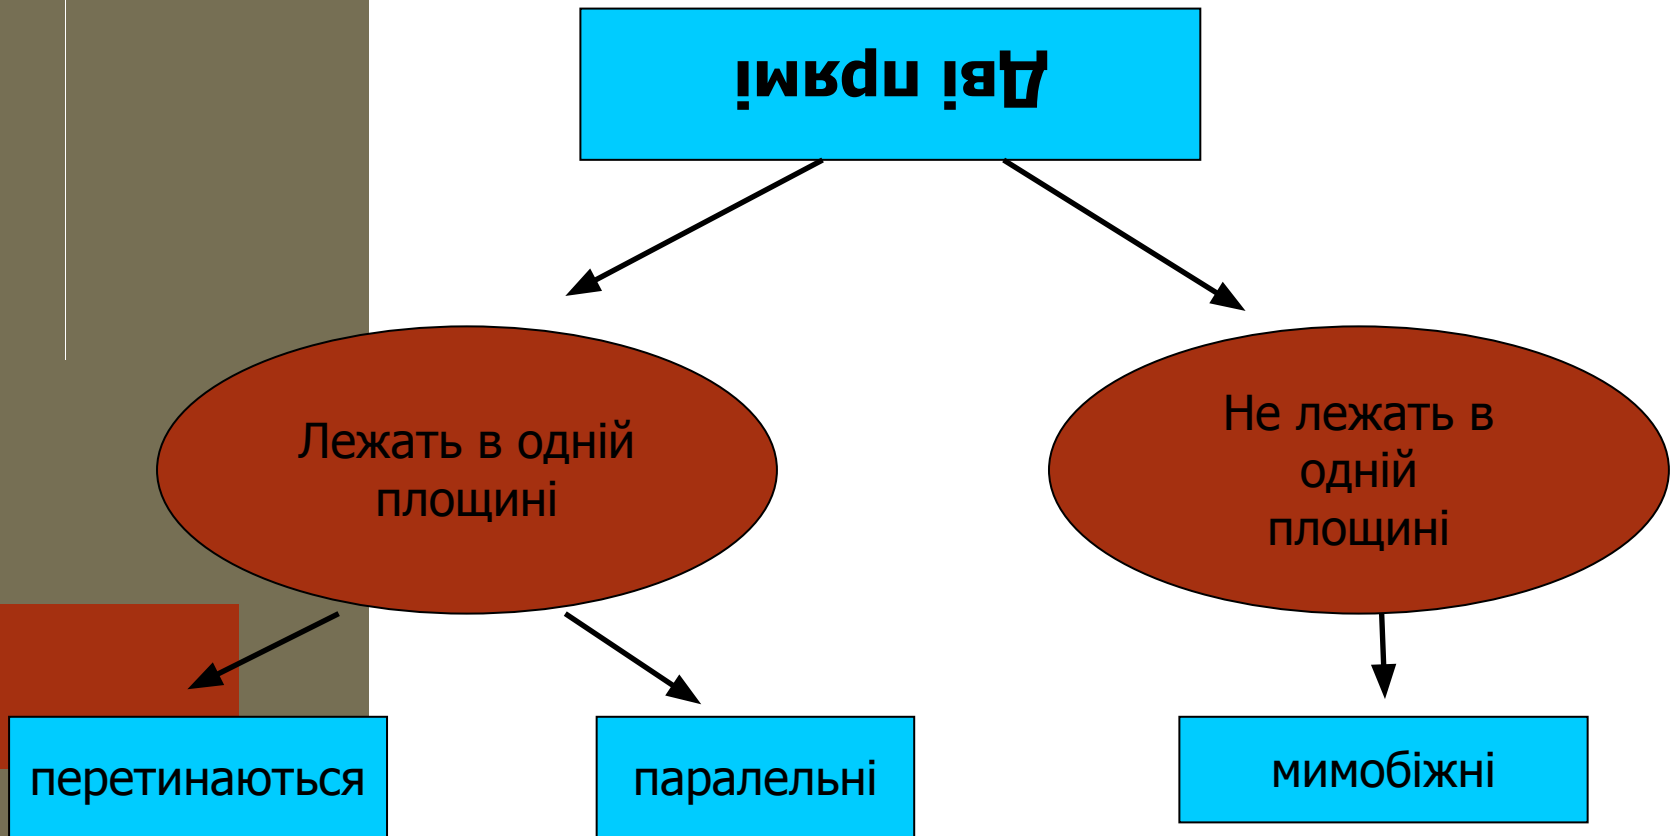 Дві прямі
Лежать в одній
площині
Не лежать в
одній
площині
перетинаються
паралельні
мимобіжні